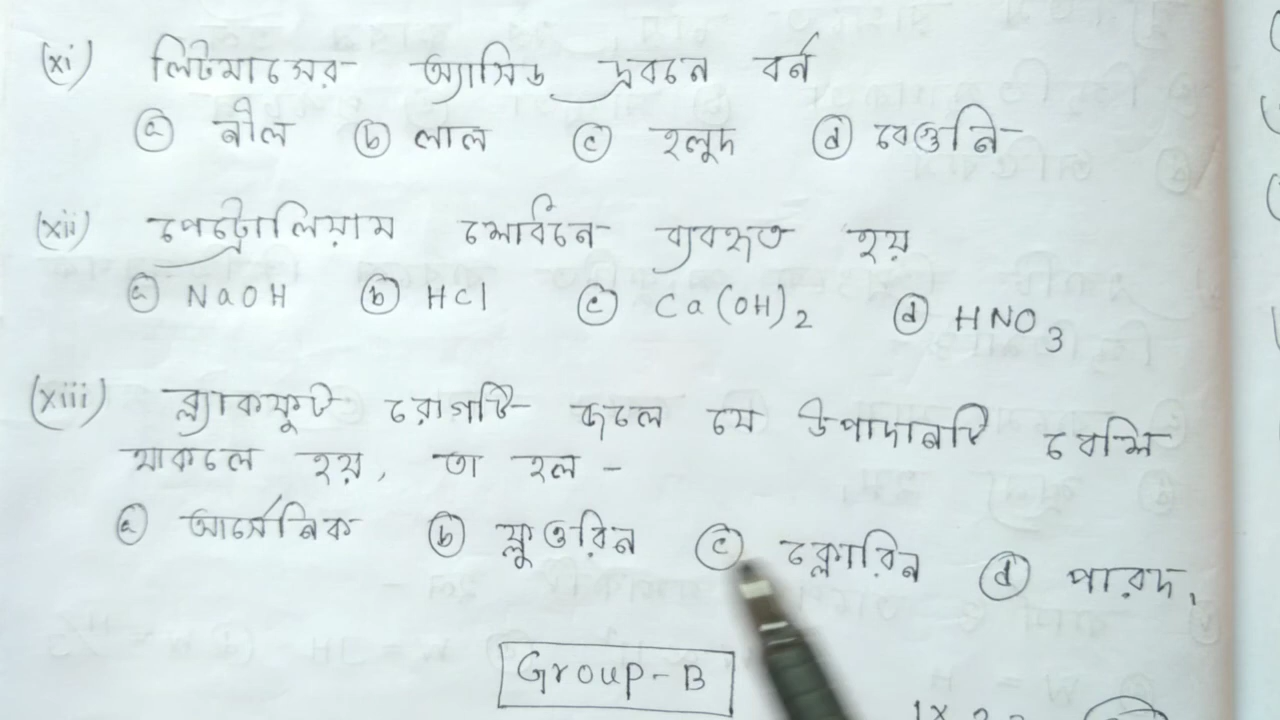 (xi) লিটমাসের অ্যাসিড দ্রবনে বর্ন
(a) নীল (b) লাল (c) হলুদ (d) বেগুনি
(xii) পেট্রোলিয়াম শোধনে ব্যবহৃত হয়
(a) NaOH (b) HCl (c) Ca(OH)2 (d) HNO3
(xiii) ব্ল্যাকফুট রোগটি জলে যে উপাদানটি বেশি
থাকলে হয়, তা হল -
(a) আর্সেনিক (b) ফ্লুওরিন (c) ক্লোরিন (d) পারদ,
Group-B